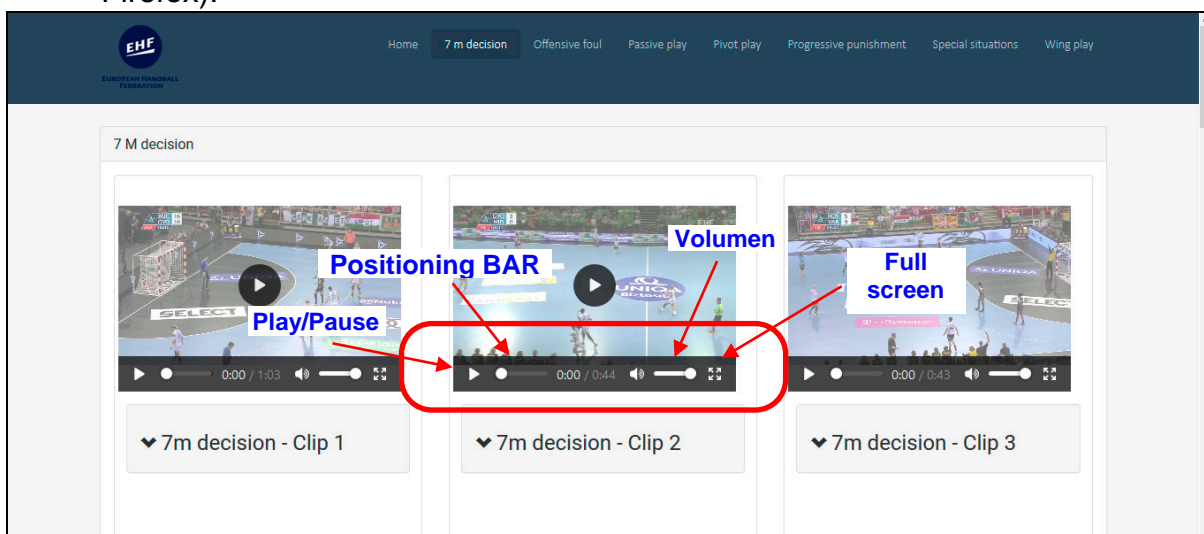 Firefox).
EHF
EUROPEAN HANDBALL
FEDERATION
Home 7 m decision Offensive foul Passive play Pivot play Progressive punishment Special situations Wing play
7 M decision
Volumen
Positioning BAR
Full
screen
Play/Pause
SELECT
UNIQA
0:00 / 1:03
0:00 / 0:44
0:00 / 0:43
7m decision - Clip 1
7m decision - Clip 2
7m decision - Clip 3